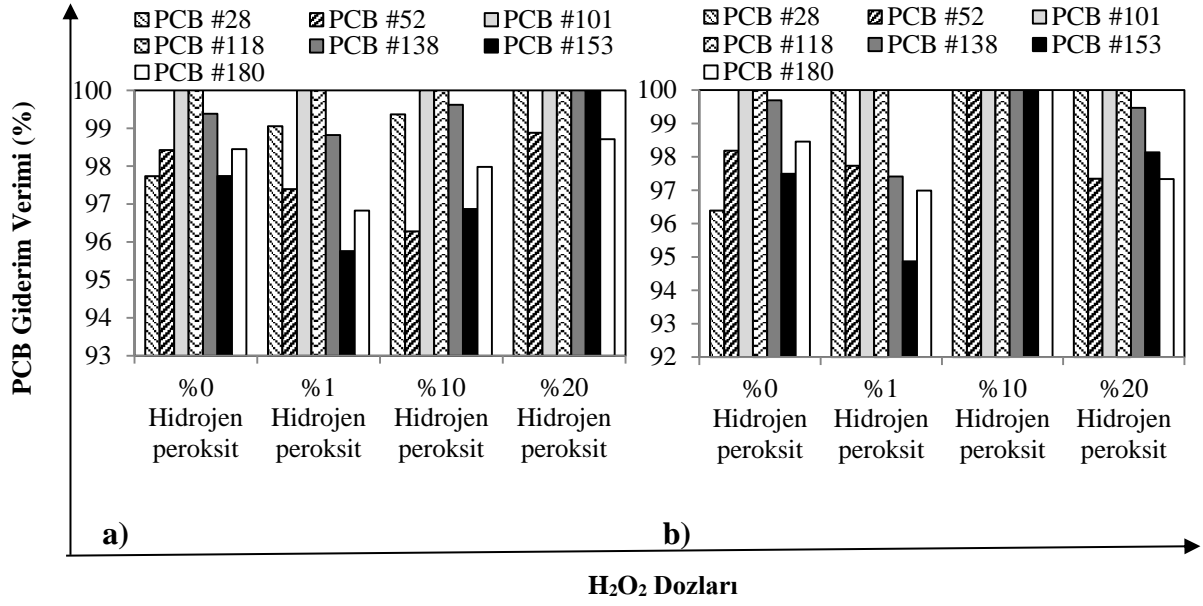 PCB #28 PCB #52 PCB #101
PCB #118 PCB #138 PCB #153
PCB #180
PCB Giderim Verimi (%)
100
99
98
97
96
95
94
93
%0 Hidrojen peroksit
%1 Hidrojen peroksit
%10 Hidrojen peroksit
%20 Hidrojen peroksit
a)
PCB #28 PCB #52 PCB #101
PCB #118 PCB #138 PCB #153
PCB #180
100
99
98
97
96
95
94
93
92
%0 Hidrojen peroksit
%1 Hidrojen peroksit
%10 Hidrojen peroksit
%20 Hidrojen peroksit
b)
H₂O₂ Dozları